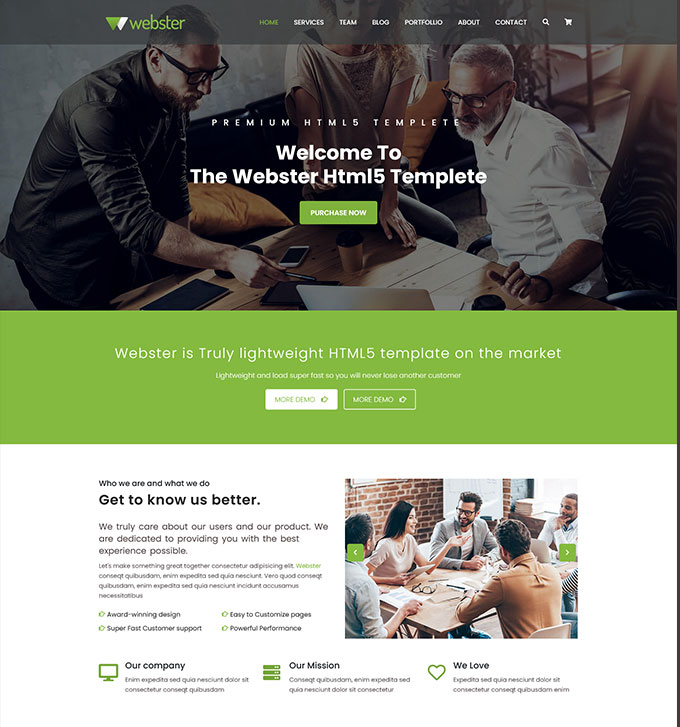 webster
HOME SERVICES TEAM BLOG PORTFOLLIO ABOUT CONTACT
PREMIUM HTML5 TEMPLETE
Welcome To
The Webster Html5 Templete
PURCHASE NOW
Webster is Truly lightweight HTML5 template on the market
Lightweight and load super fast so you will never lose another customer
MORE DEMO MORE DEMO
Who we are and what we do
Get to know us better.
We truly care about our users and our product. We
are dedicated to providing you with the best
experience possible.
Let's make something great together consectetur adipisicing elit. Webster
conseqt quibusdam, enim expedita sed quia nesciunt. Vero quod conseqt
quibusdam, enim expedita sed quia nesciunt incidunt accusamus
necessitatibus
Award-winning design Easy to Customize pages
Super Fast Customer support Powerful Performance
Our company
Enim expedita sed quia nesciunt dolor sit
consectetur conseqt quibusdam
Our Mission
Conseqt quibusdam, enim expedita sed
quia nesciunt dolor sit consectetur
We Love
Expedita sed quia nesciunt dolor sit
consectetur conseqt quibusdam enim